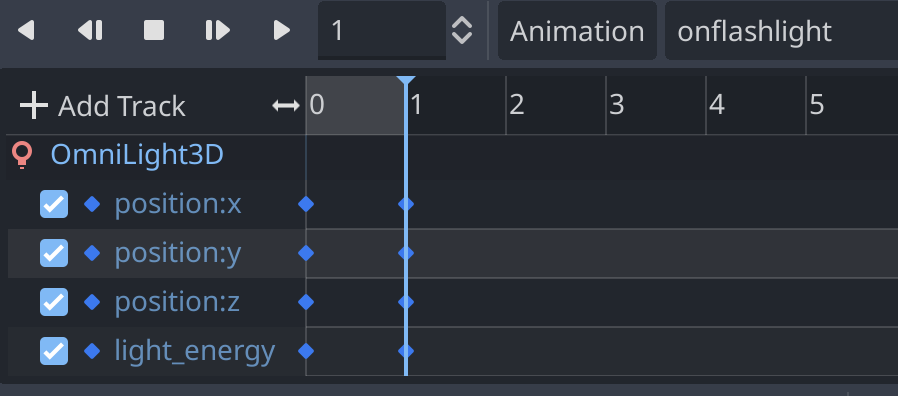 1 Animation onflashlight
Add Track 0 1 2 3 4 5
OmniLight3D
position:x
position:y
position:z
light_energy